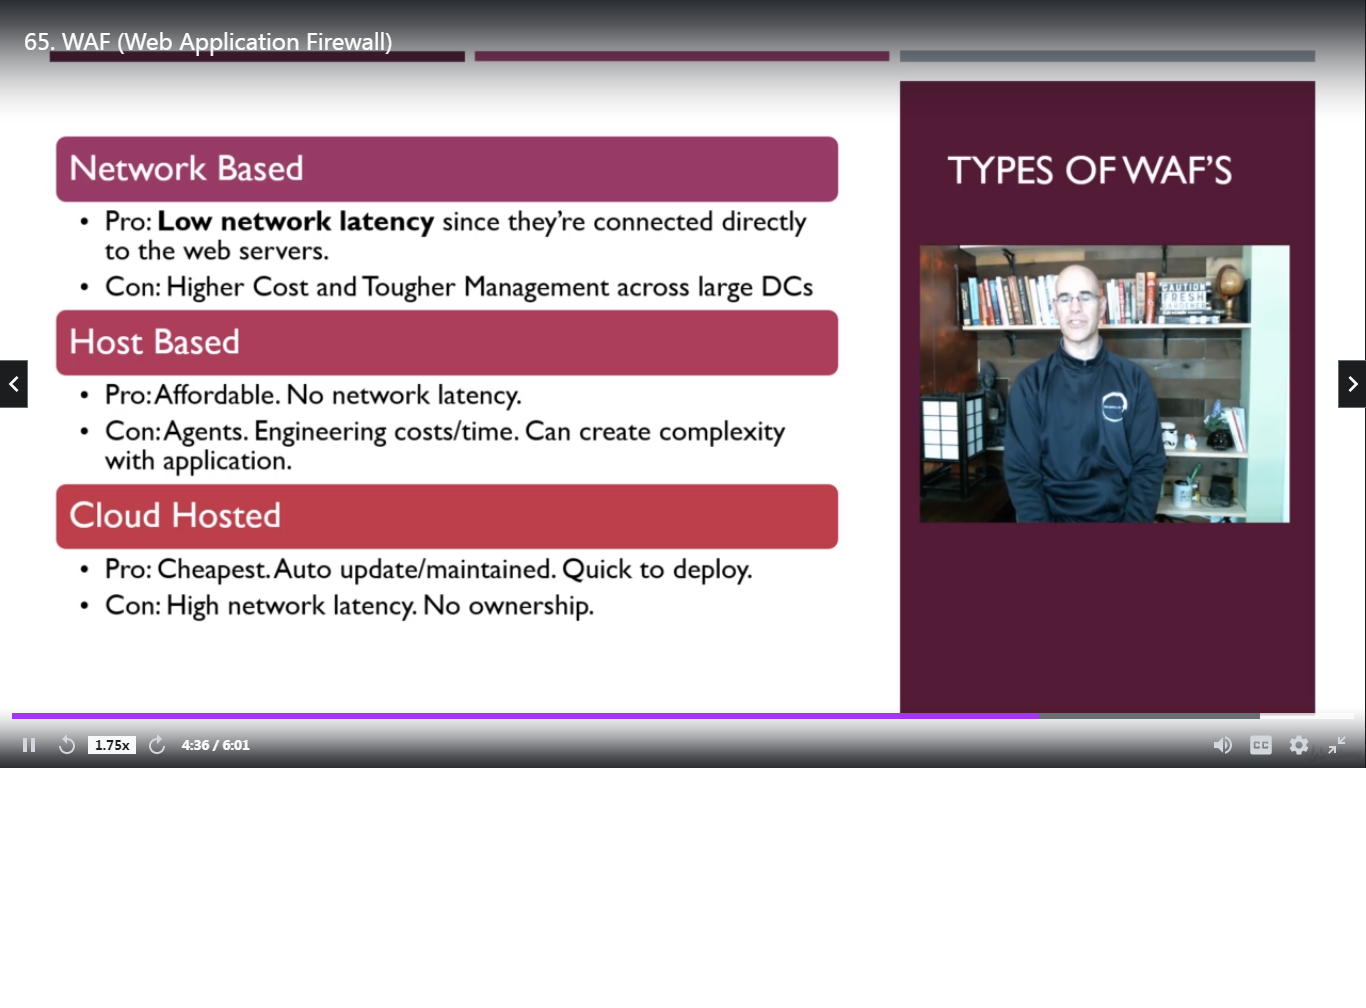 65. WAF (Web Application Firewall)
Network Based
• Pro: Low network latency since they're connected directly
to the web servers.
• Con: Higher Cost and Tougher Management across large DCs
Host Based
• Pro: Affordable. No network latency.
• Con: Agents. Engineering costs/time. Can create complexity
with application.
Cloud Hosted
• Pro: Cheapest. Auto update/maintained. Quick to deploy.
• Con: High network latency. No ownership.
TYPES OF WAF'S
CAUTION
FRESH
1.75x
4:36 / 6:01
CC